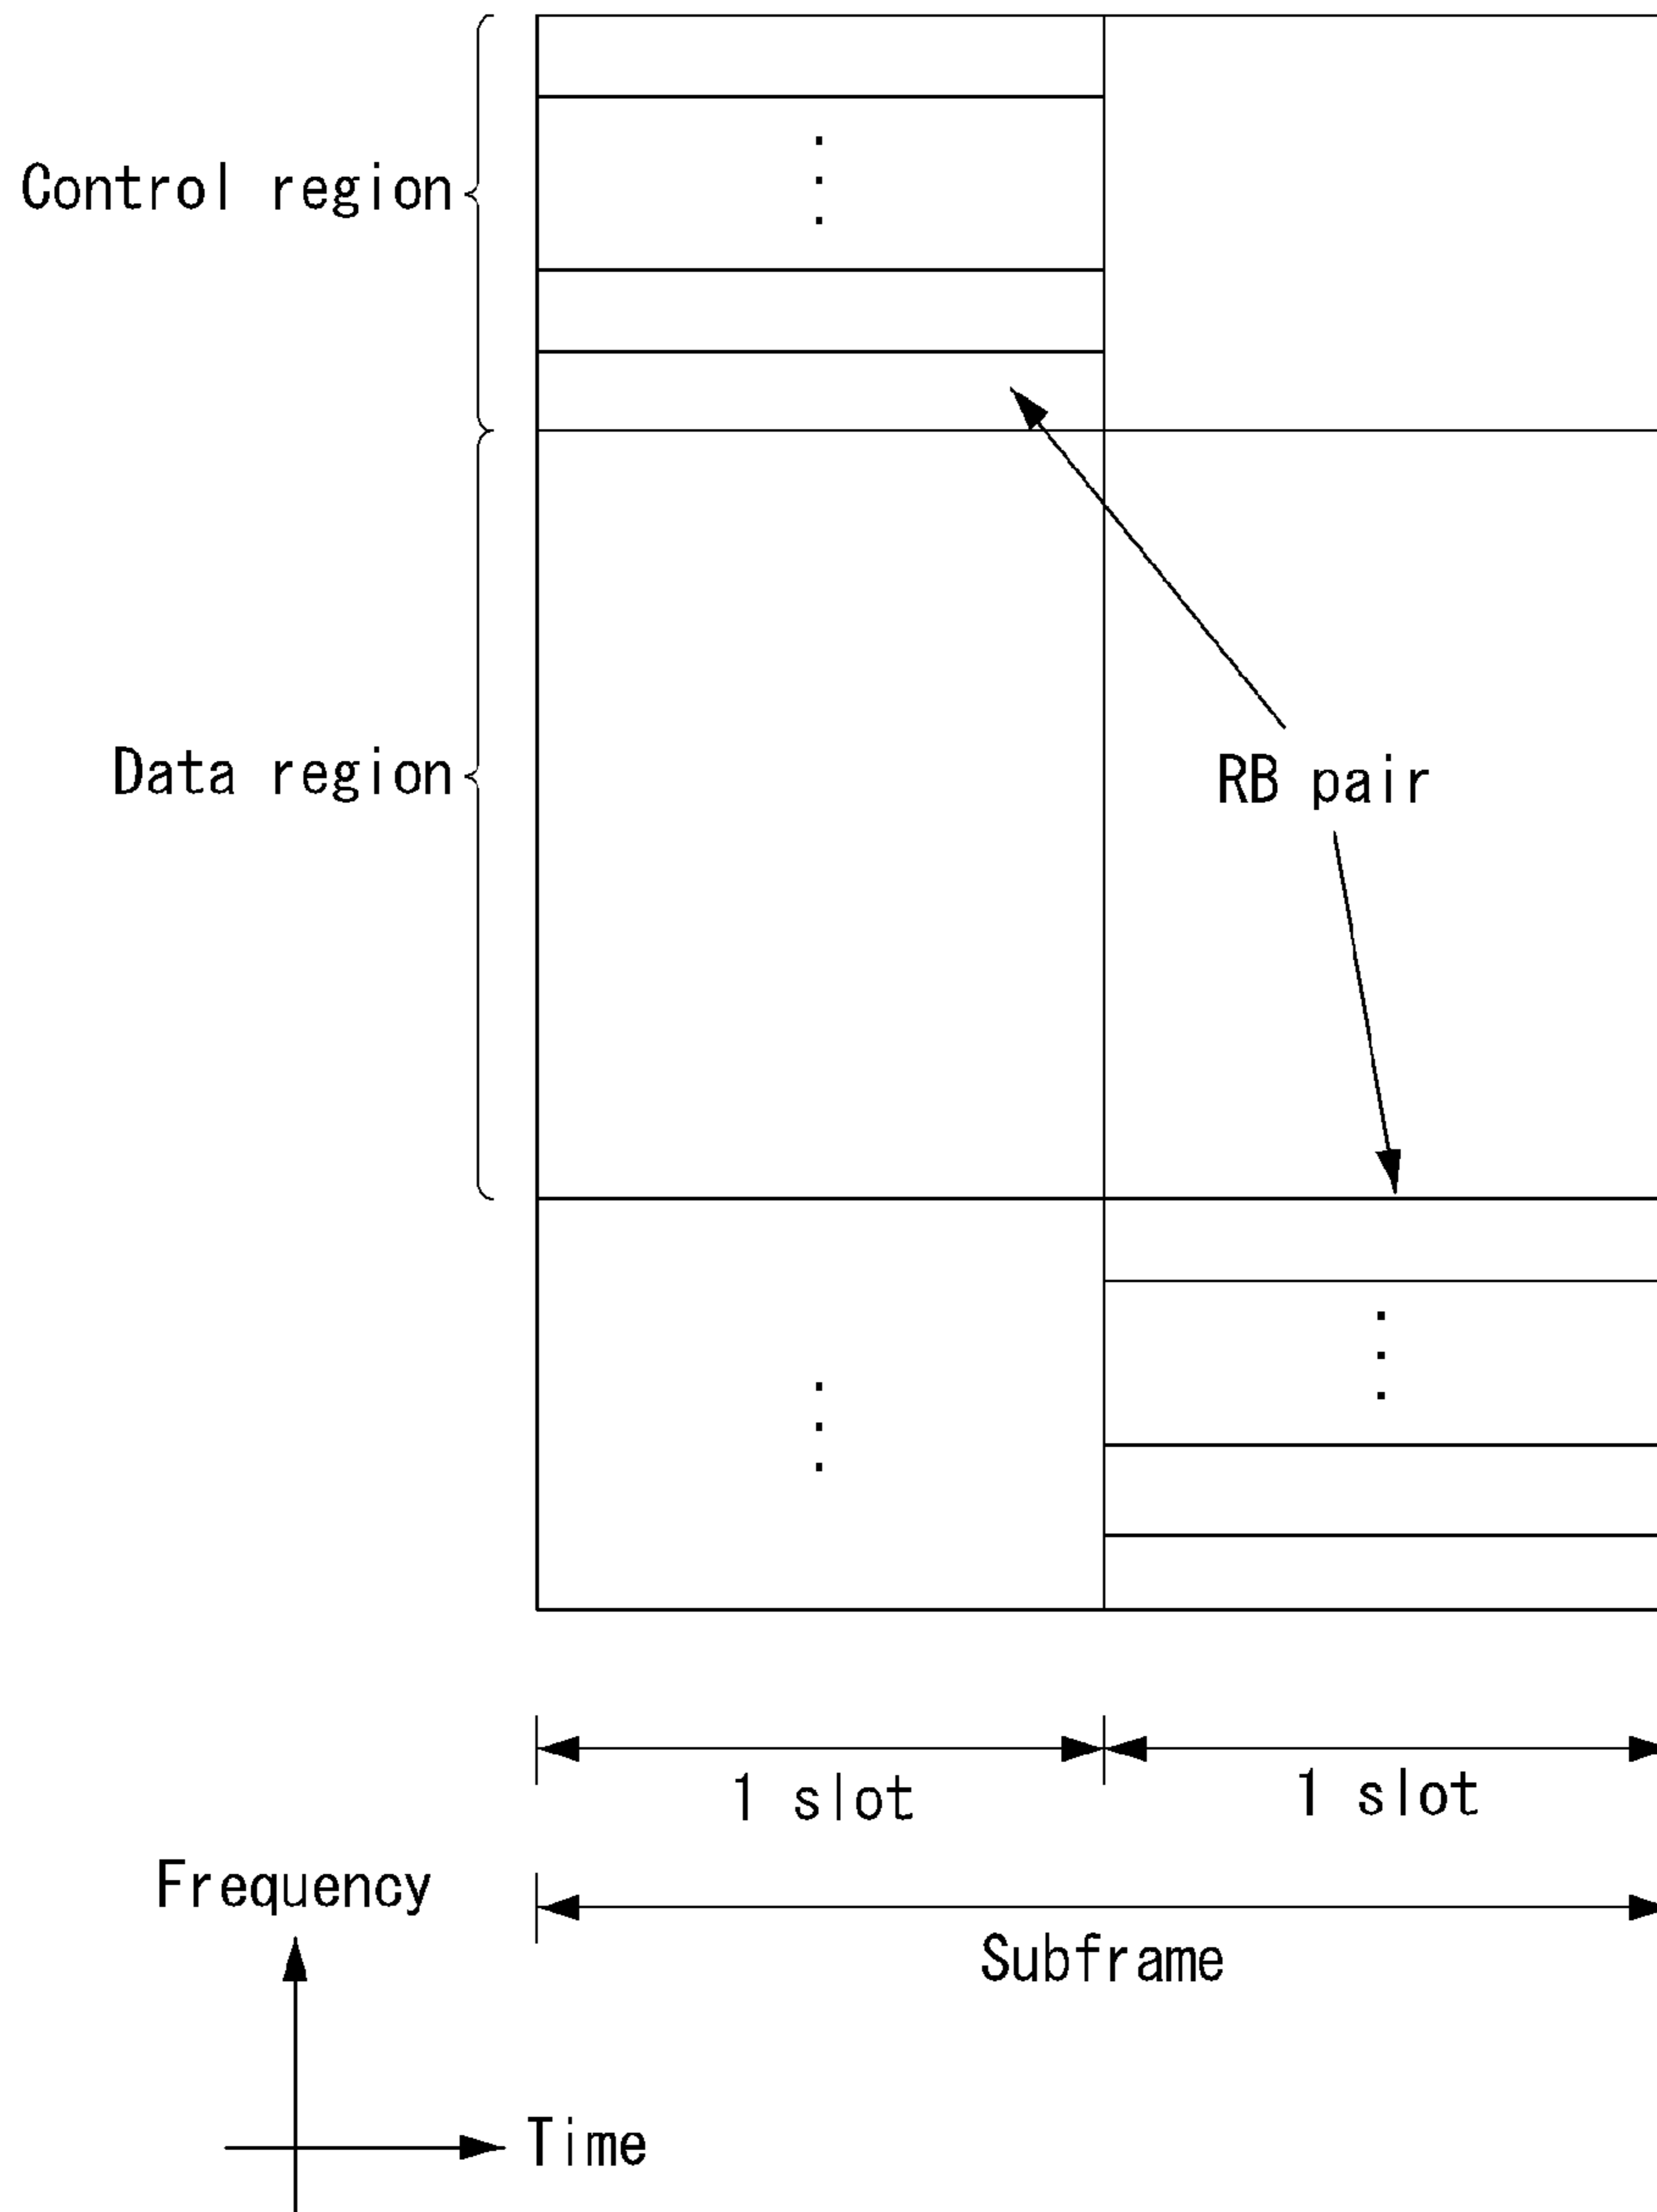 Control region
Data region
RB pair
1 slot
1 slot
Subframe
Frequency
Time